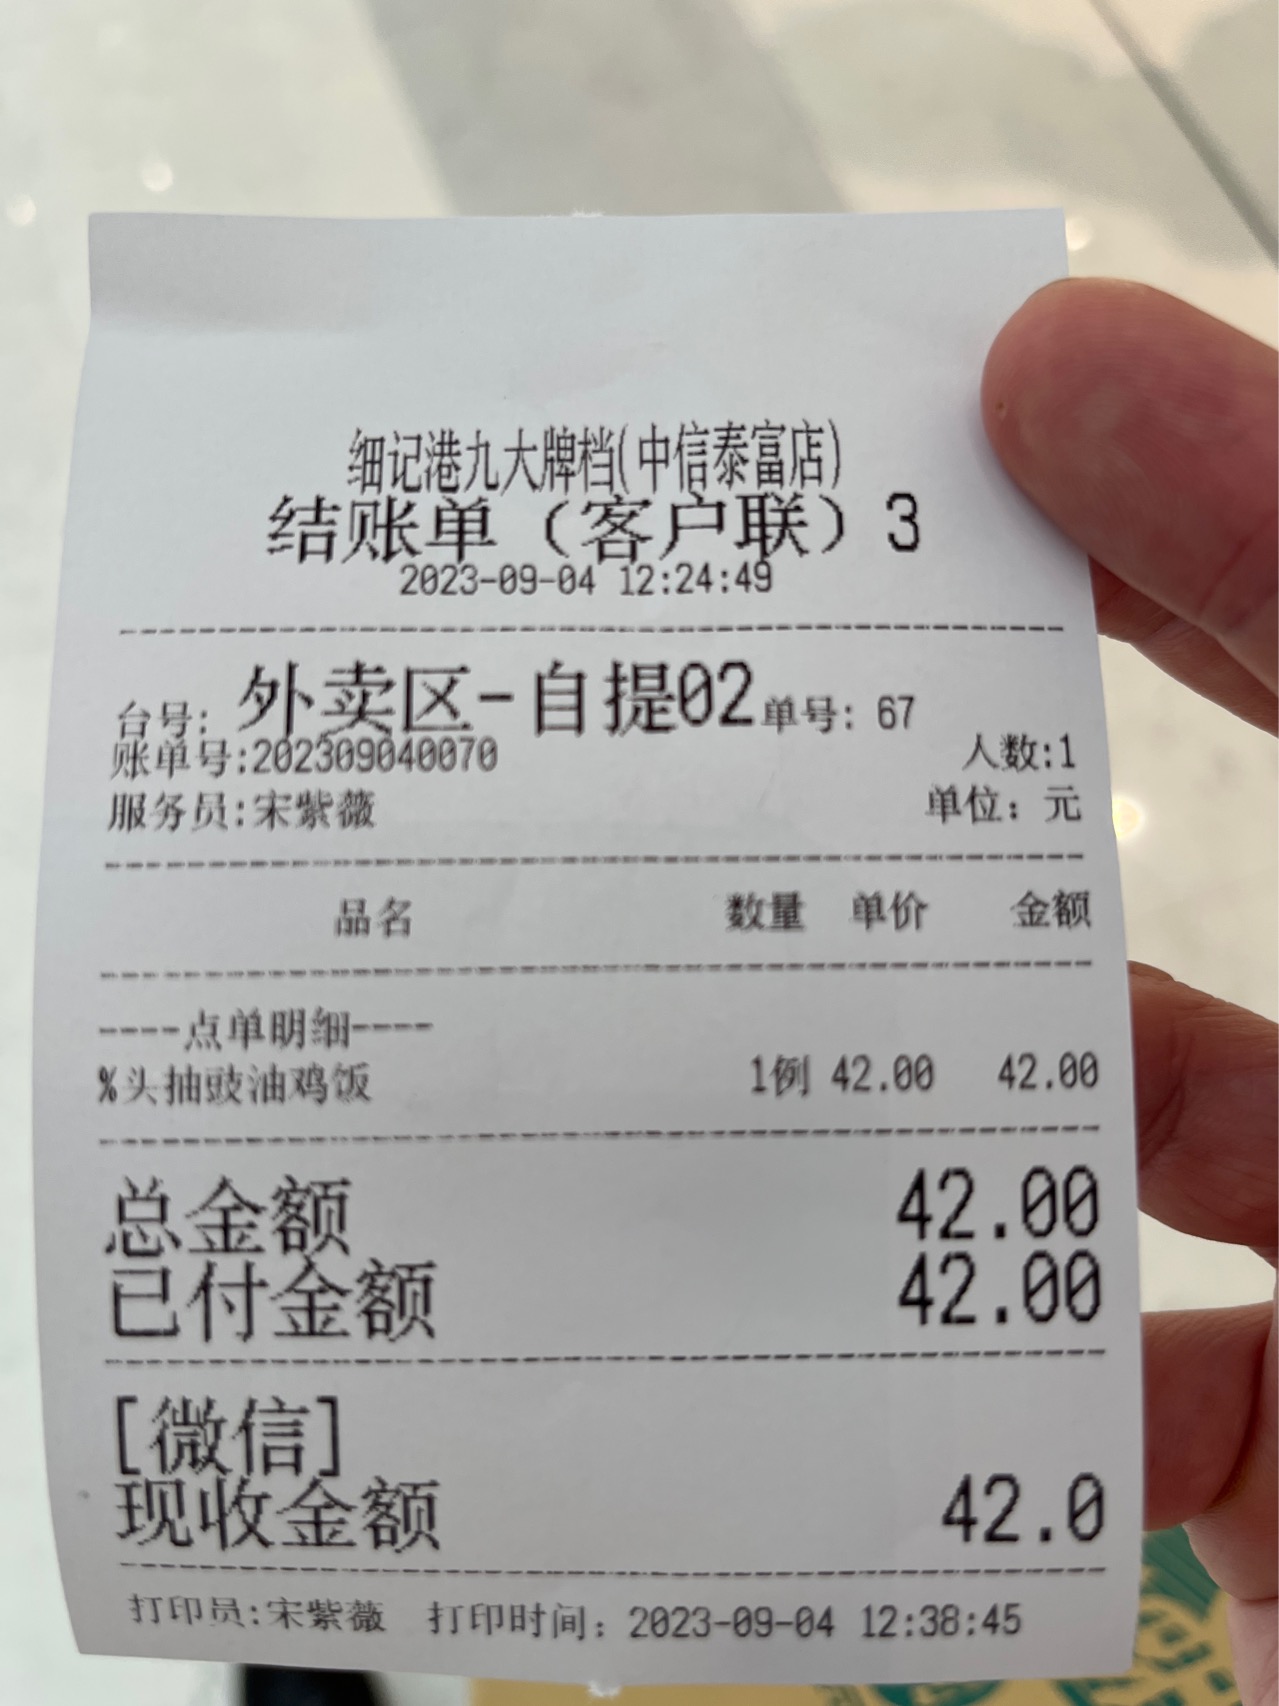 细记港九大牌档(中信泰富店)
结账单（客户联）3
2023-09-04 12:24:49
台号: 外卖区-自提02 单号: 67
账单号:202309040070 人数:1
服务员:宋紫薇 单位: 元
品名 数量 单价 金额
----点单明细----
%头抽豉油鸡饭 1例 42.00 42.00
总金额 42.00
已付金额 42.00
[微信]
现收金额 42.0
打印员:宋紫薇 打印时间: 2023-09-04 12:38:45